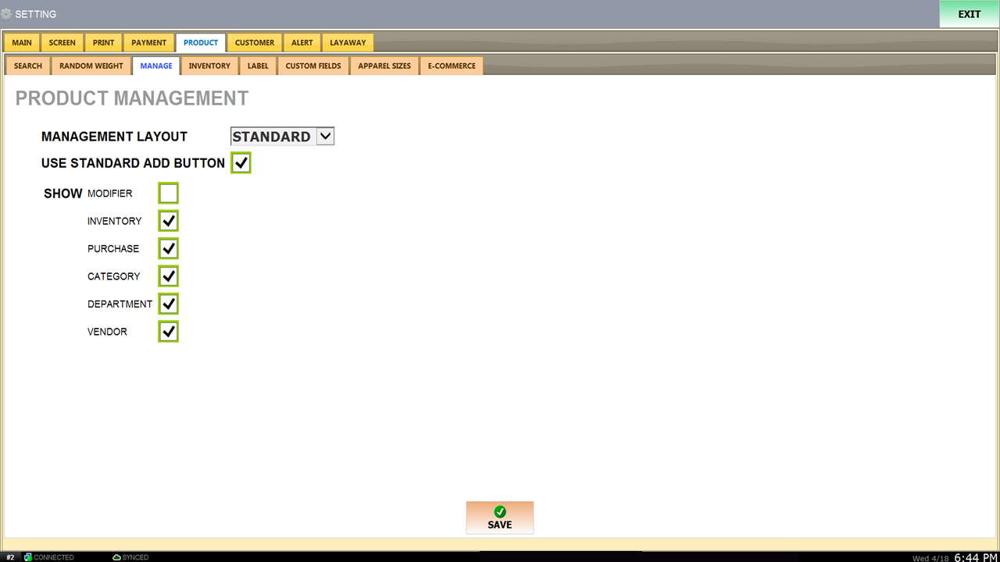 SETTING
EXIT
MAIN SCREEN PRINT PAYMENT PRODUCT CUSTOMER ALERT LAYAWAY
SEARCH RANDOM WEIGHT MANAGE INVENTORY LABEL CUSTOM FIELDS APPAREL SIZES E-COMMERCE
PRODUCT MANAGEMENT
MANAGEMENT LAYOUT STANDARD
USE STANDARD ADD BUTTON
SHOW MODIFIER
INVENTORY
PURCHASE
CATEGORY
DEPARTMENT
VENDOR
SAVE
#2 CONNECTED SYNCED Wed 4/18 6:44 PM